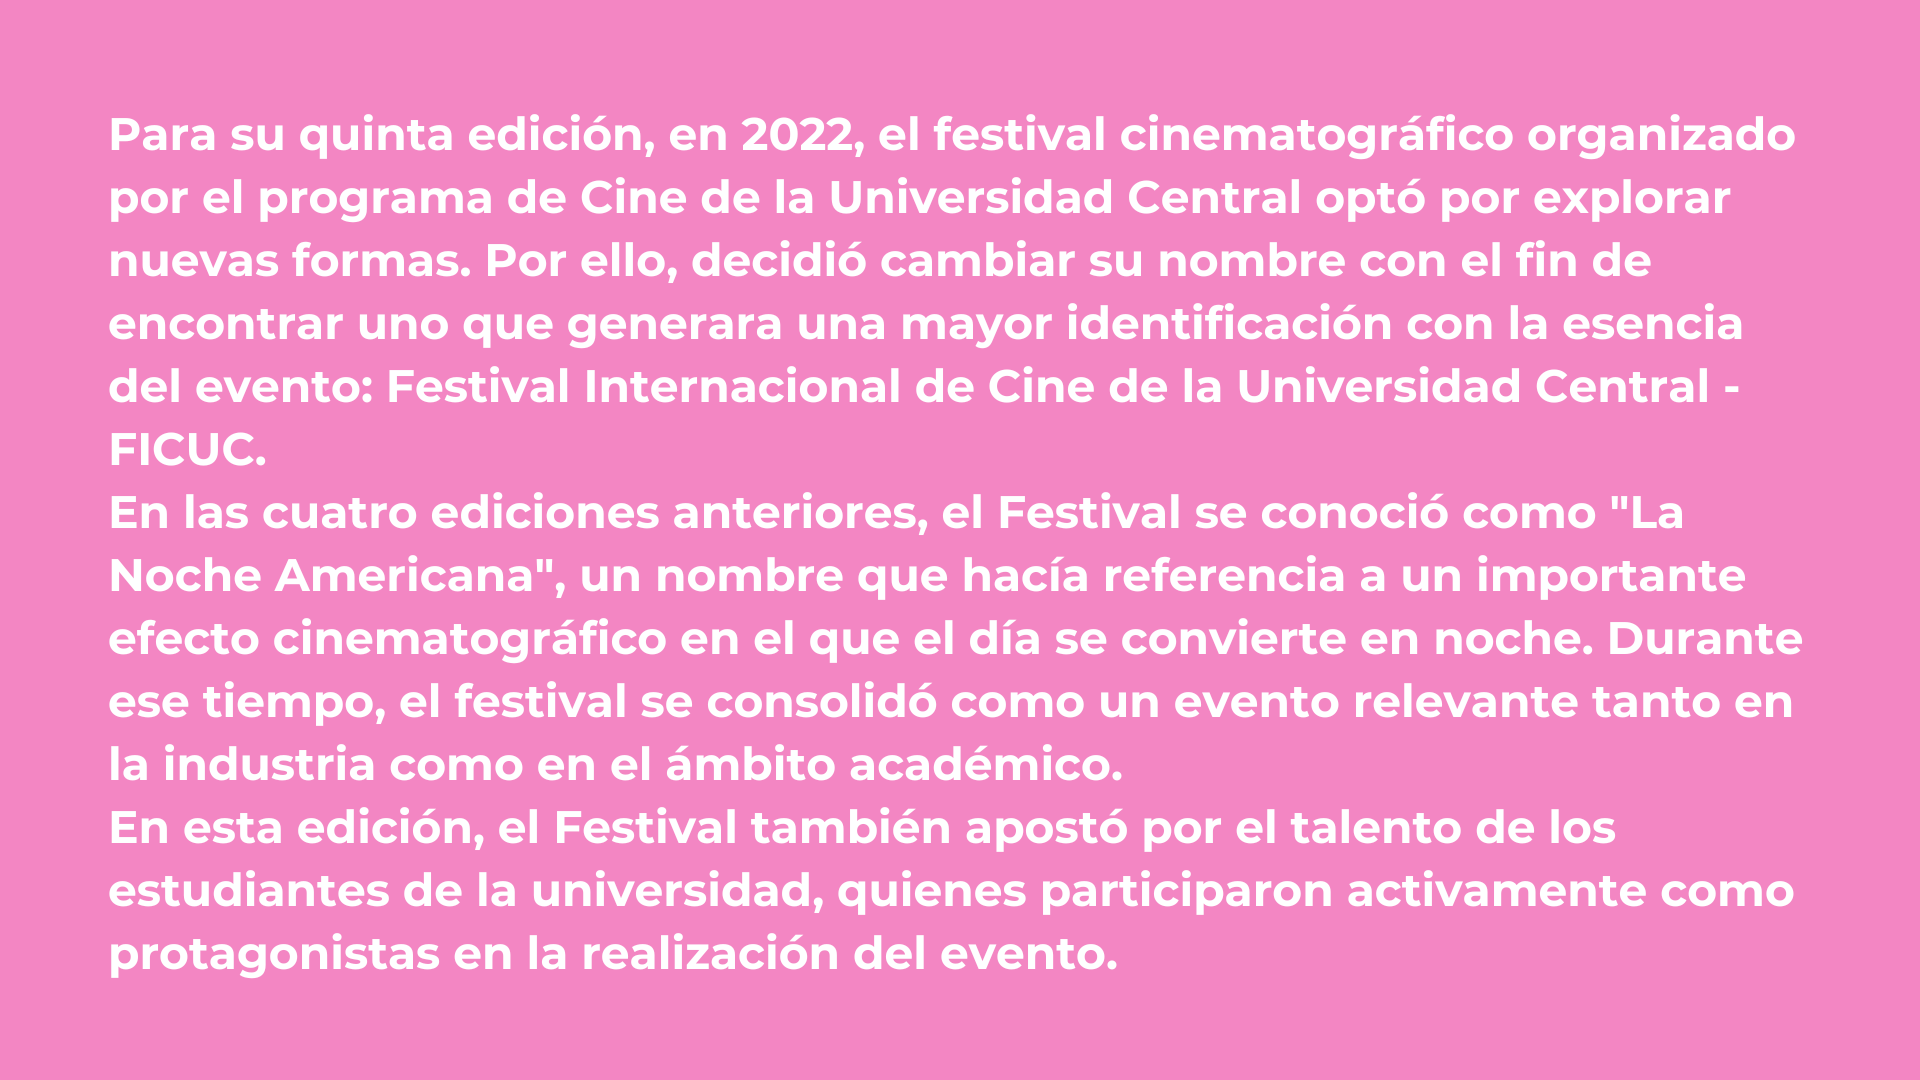 Para su quinta edición, en 2022, el festival cinematográfico organizado
por el programa de Cine de la Universidad Central optó por explorar
nuevas formas. Por ello, decidió cambiar su nombre con el fin de
encontrar uno que generara una mayor identificación con la esencia
del evento: Festival Internacional de Cine de la Universidad Central -
FICUC.
En las cuatro ediciones anteriores, el Festival se conoció como "La
Noche Americana", un nombre que hacía referencia a un importante
efecto cinematográfico en el que el día se convierte en noche. Durante
ese tiempo, el festival se consolidó como un evento relevante tanto en
la industria como en el ámbito académico.
En esta edición, el Festival también apostó por el talento de los
estudiantes de la universidad, quienes participaron activamente como
protagonistas en la realización del evento.